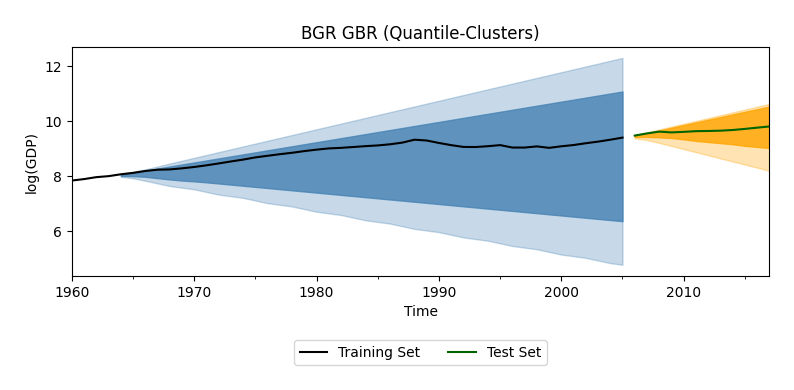 BGR GBR (Quantile-Clusters)
log(GDP)
12
10
8
6
1960 1970 1980 1990 2000 2010
Time
Training Set Test Set